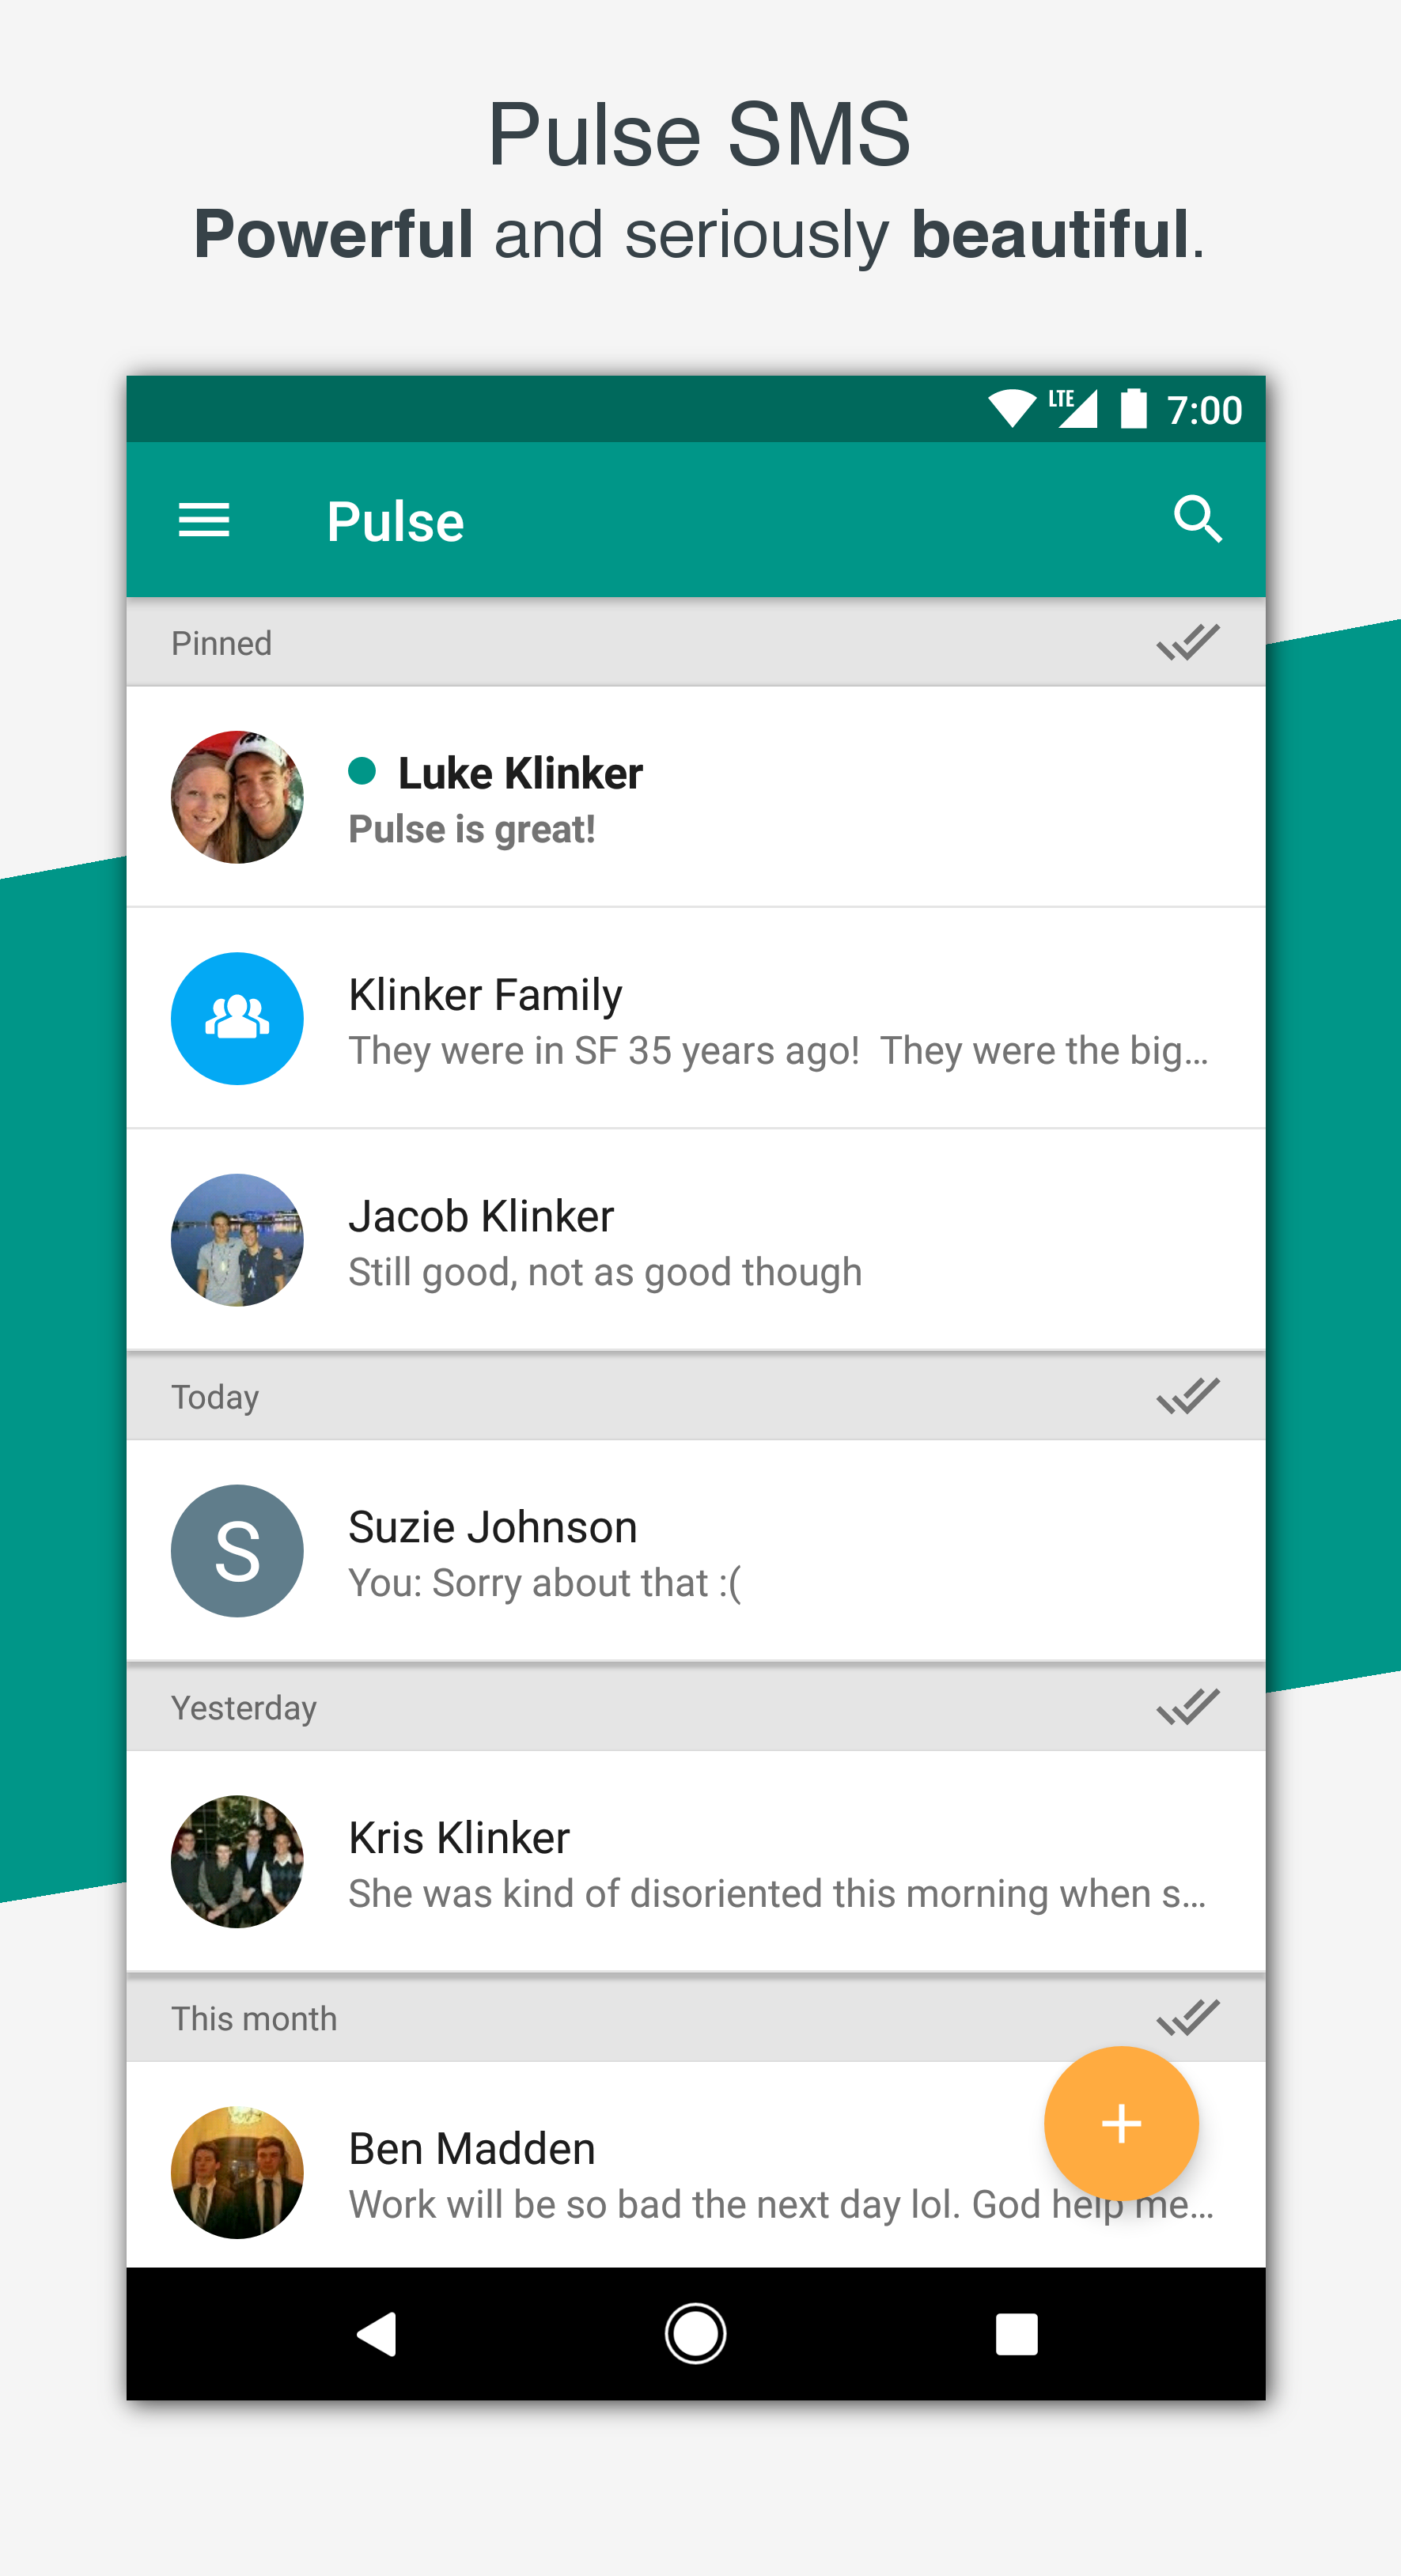 Pulse SMS
Powerful and seriously beautiful.
LTE 7:00
Pulse
Pinned
Luke Klinker
Pulse is great!
Klinker Family
They were in SF 35 years ago!  They were the big…
Jacob Klinker
Still good, not as good though
Today
S
Suzie Johnson
You: Sorry about that :(
Yesterday
Kris Klinker
She was kind of disoriented this morning when s…
This month
Ben Madden
Work will be so bad the next day lol. God help me…